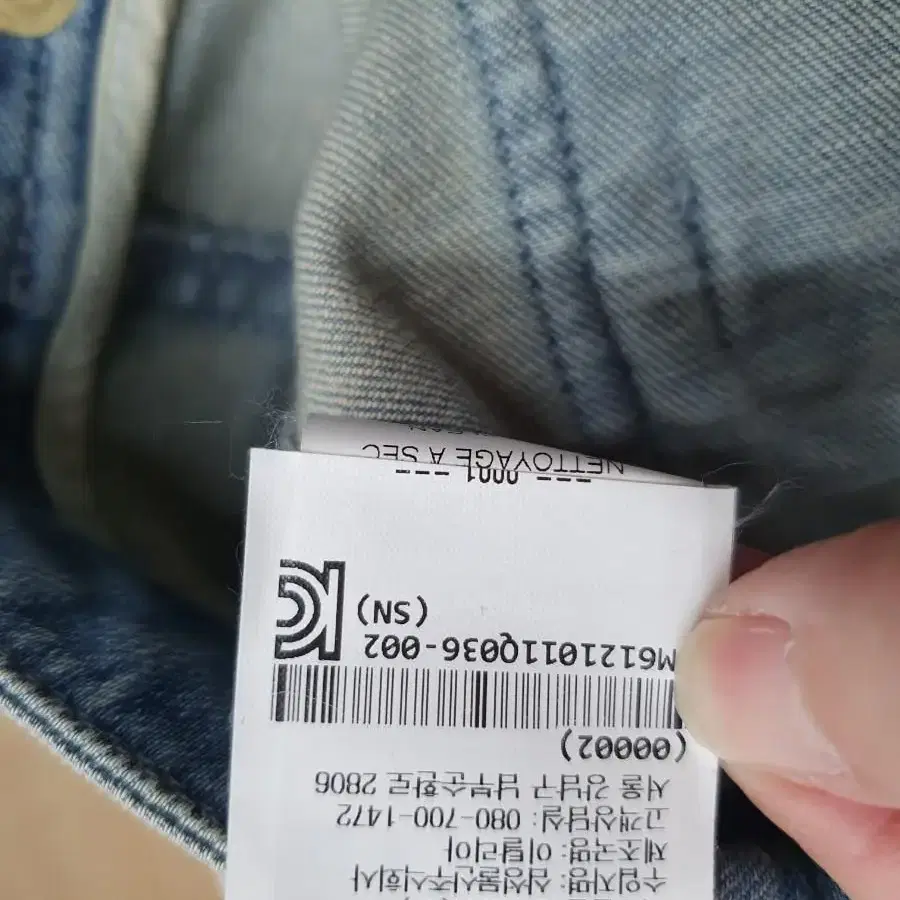 수입자명: 삼성물산주식회사
제조국명: 이탈리아
고객상담실: 080-700-1472
서울 강남구 남부순환로 2806
(00002)
M6121011Q036-002
(SN)
--- 0001 ---
NETTOYAGE A SEC